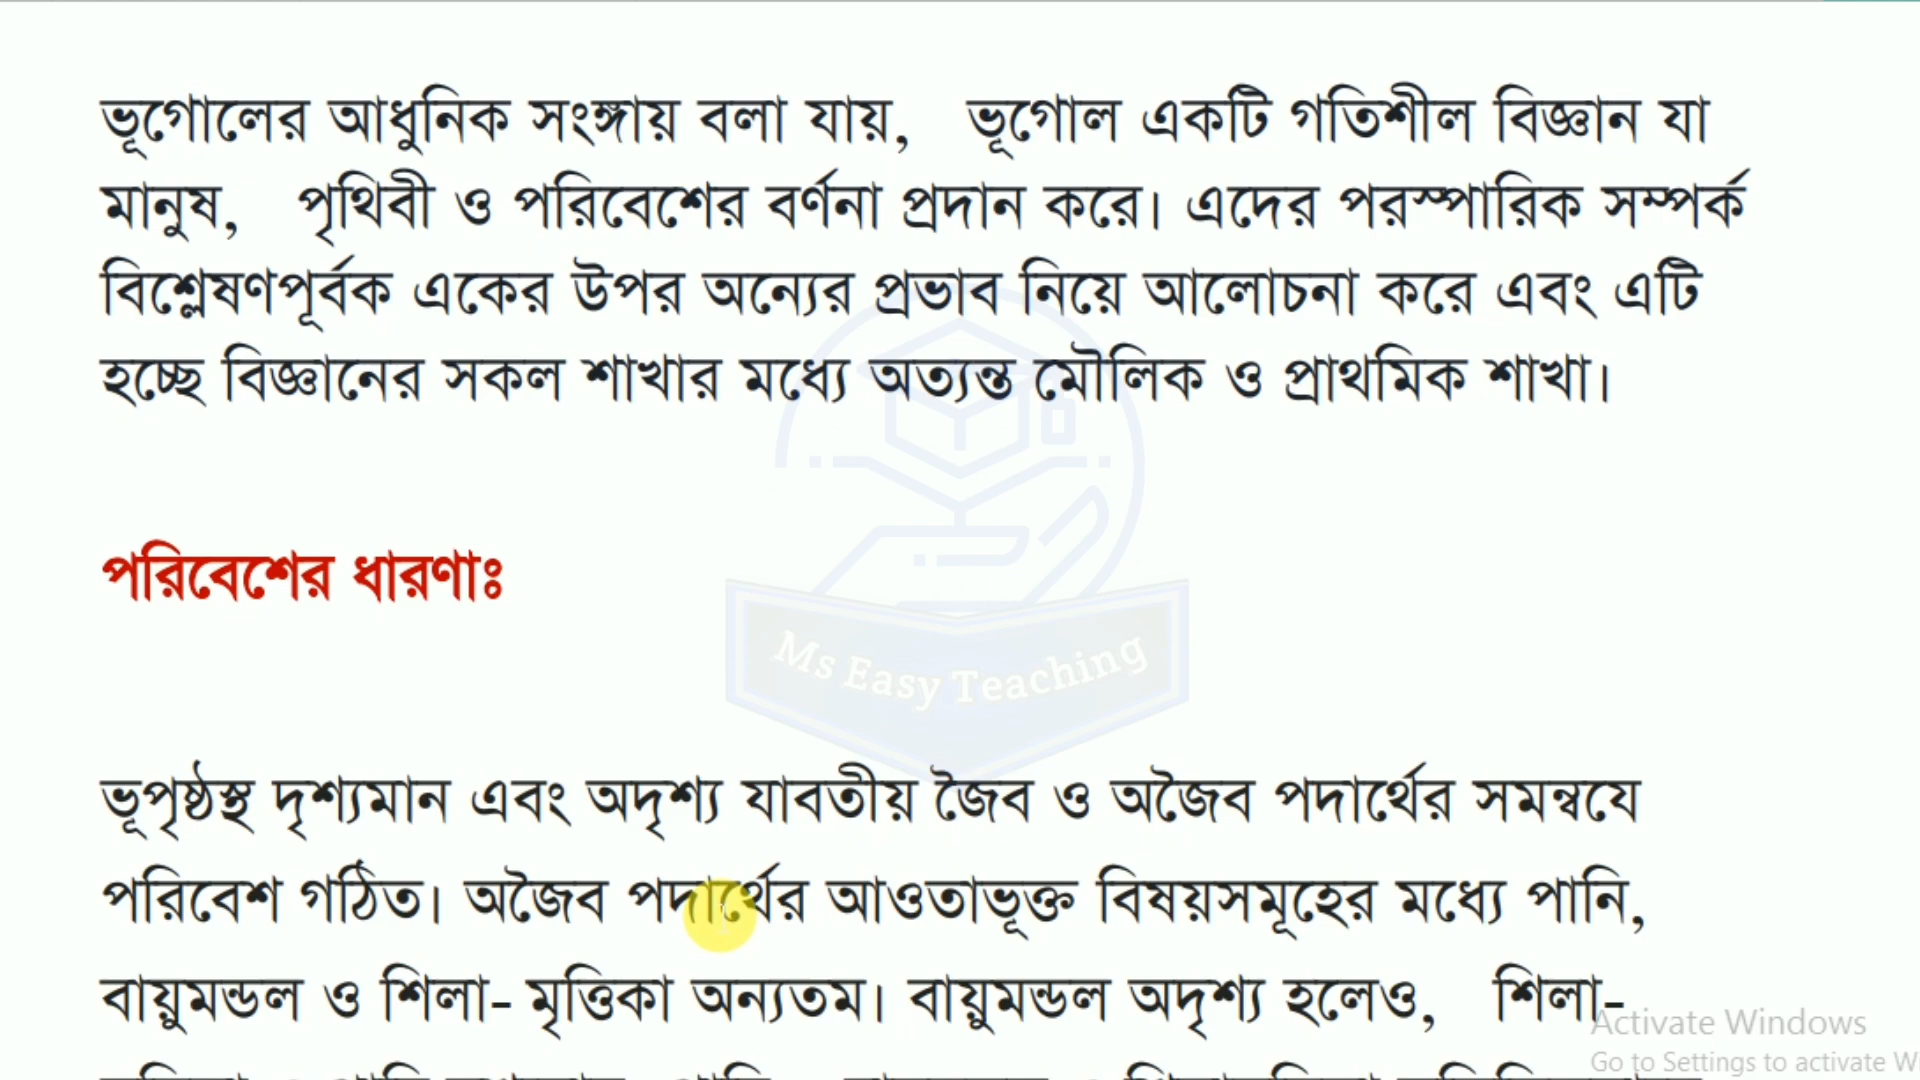 ভূগোলের আধুনিক সংঙ্গায় বলা যায়, ভূগোল একটি গতিশীল বিজ্ঞান যা
মানুষ, পৃথিবী ও পরিবেশের বর্ণনা প্রদান করে। এদের পরস্পারিক সম্পর্ক
বিশ্লেষণপূর্বক একের উপর অন্যের প্রভাব নিয়ে আলোচনা করে এবং এটি
হচ্ছে বিজ্ঞানের সকল শাখার মধ্যে অত্যন্ত মৌলিক ও প্রাথমিক শাখা।
পরিবেশের ধারণাঃ
Ms Easy Teaching
ভূপৃষ্ঠস্থ দৃশ্যমান এবং অদৃশ্য যাবতীয় জৈব ও অজৈব পদার্থের সমন্বযে
পরিবেশ গঠিত। অজৈব পদার্থের আওতাভূক্ত বিষয়সমূহের মধ্যে পানি,
বায়ুমন্ডল ও শিলা- মৃত্তিকা অন্যতম। বায়ুমন্ডল অদৃশ্য হলেও, শিলা-
Activate Windows
Go to Settings to activate W